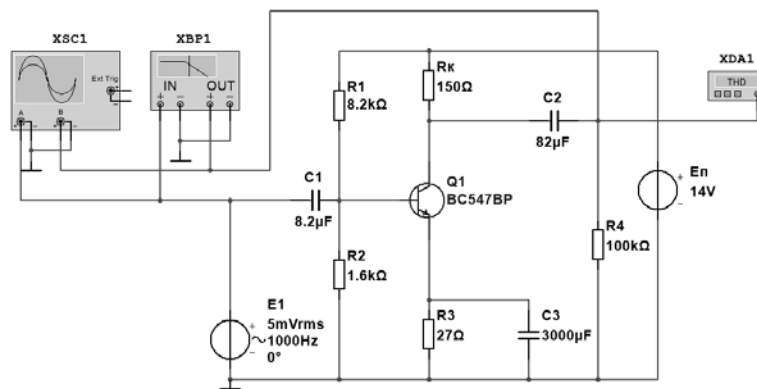 XSC1
XBP1
XDA1
Ext Trig
+
−
A
B
+ −
+ −
IN OUT
+ − + −
THD
R1
8.2kΩ
Rк
150Ω
C2
82µF
C1
8.2µF
Q1
BC547BP
Eп
+
−
14V
R2
1.6kΩ
R4
100kΩ
E1
+
−
5mVrms
1000Hz
0°
R3
27Ω
C3
3000µF